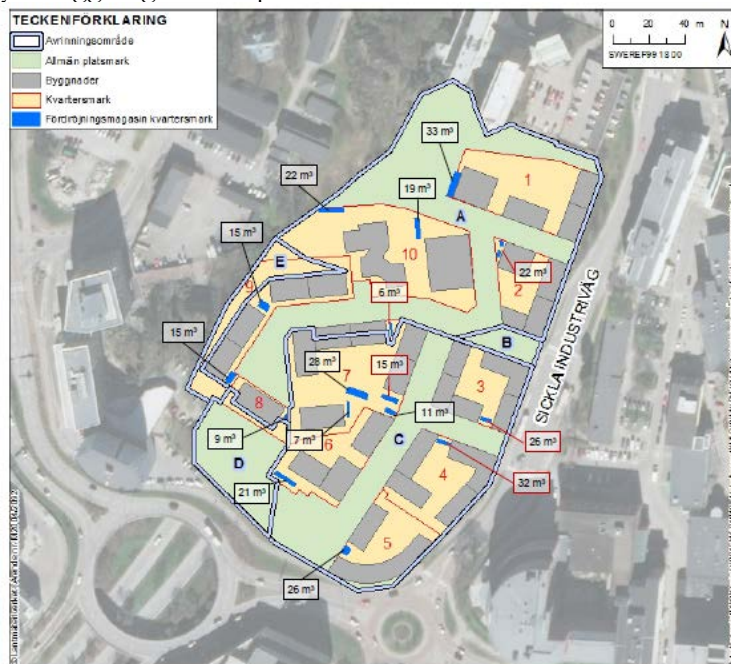 TECKENFÖRKLARING
Avrinningsområde
Allmän platsmark
Byggnader
Kvartersmark
Fördröjningsmagasin kvartersmark
0 20 40 m N
SWEREF99 18 00
33 m³
1
22 m³
19 m³
A
15 m³
10
E
22 m³
9
2
6 m³
SICKLA INDUSTRIVÄG
B
15 m³
28 m³
15 m³
7
3
8
11 m³
9 m³
7 m³
6
C
26 m³
D
4
32 m³
21 m³
5
26 m³